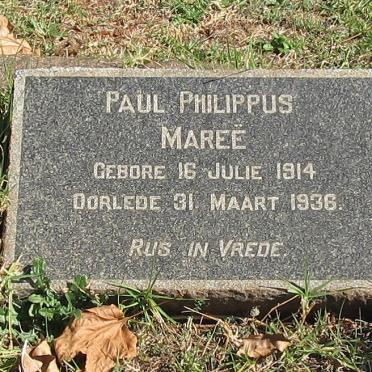 PAUL PHILIPPUS
MAREË
GEBORE 16 JULIE 1914
OORLEDE 31 MAART 1936.
RUS IN VREDE.